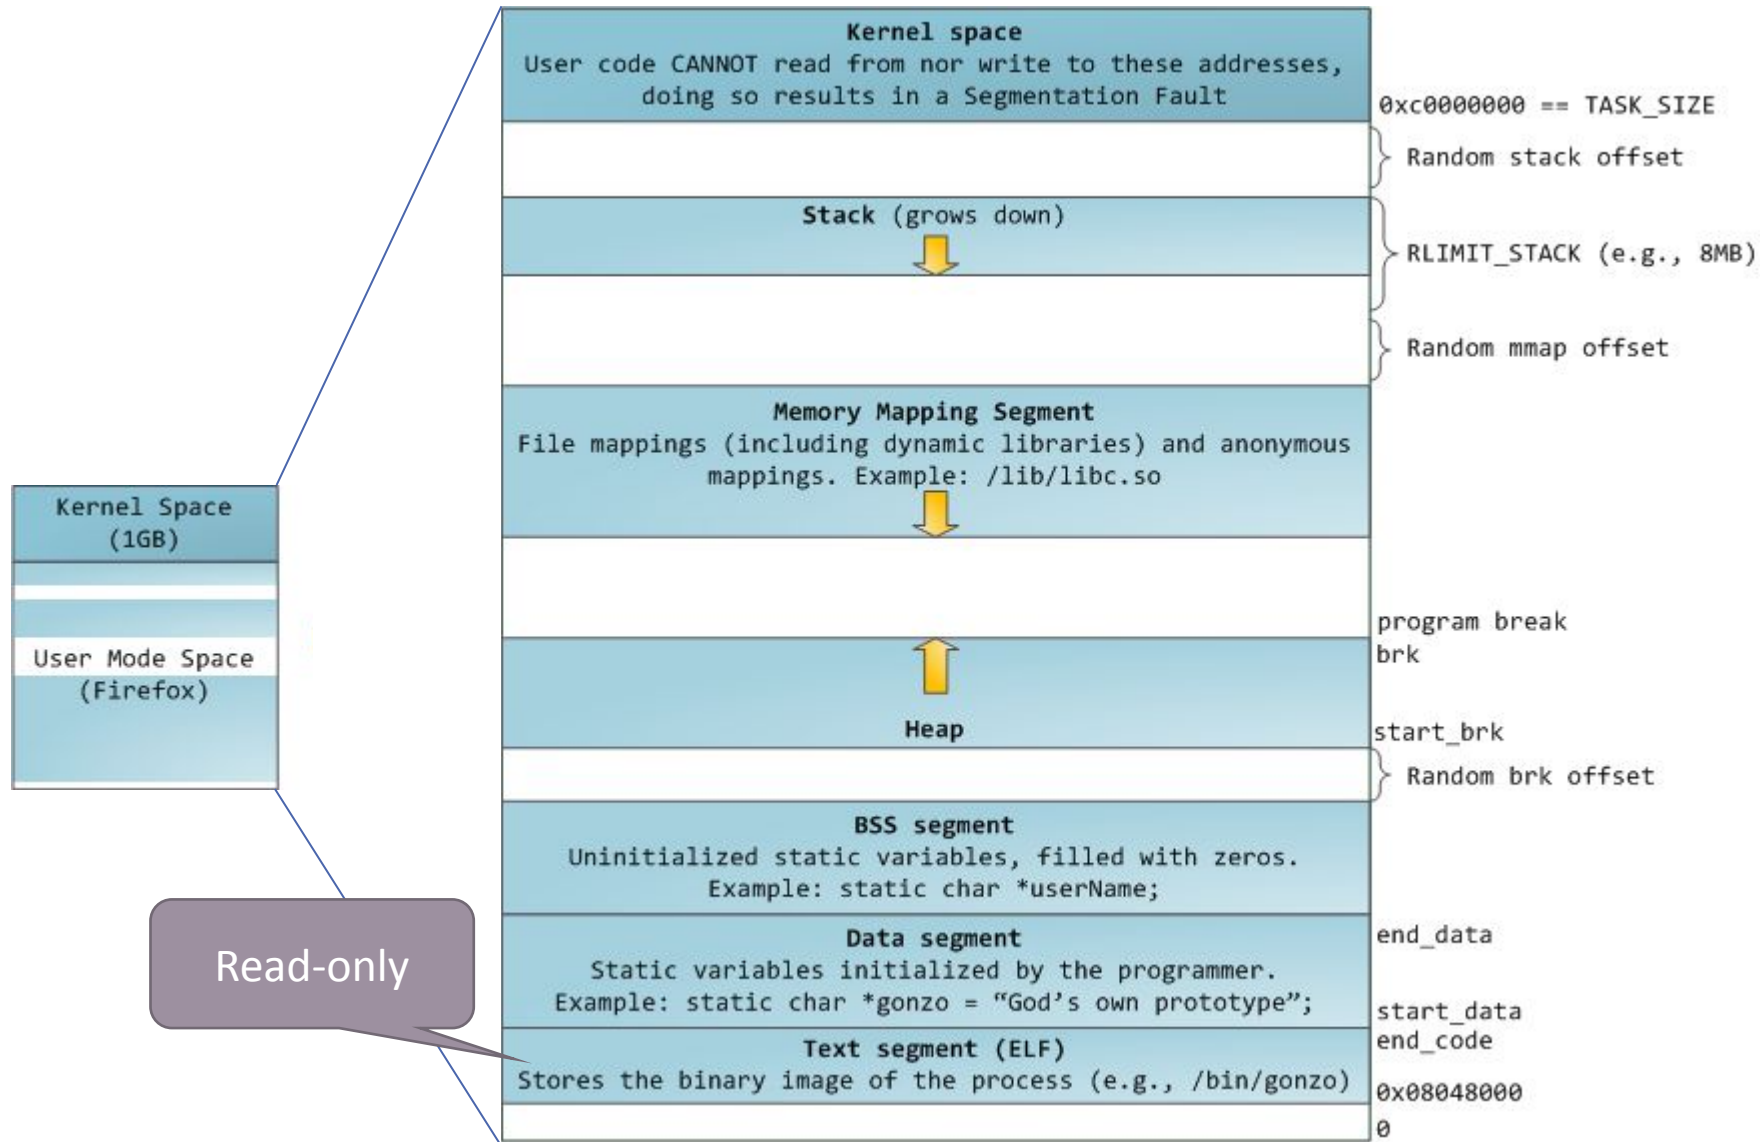 Kernel space
User code CANNOT read from nor write to these addresses,
doing so results in a Segmentation Fault
0xc0000000 == TASK_SIZE
Random stack offset
Stack (grows down)
RLIMIT_STACK (e.g., 8MB)
Random mmap offset
Memory Mapping Segment
File mappings (including dynamic libraries) and anonymous
mappings. Example: /lib/libc.so
Kernel Space
(1GB)
User Mode Space
(Firefox)
program break
brk
Heap
start_brk
Random brk offset
BSS segment
Uninitialized static variables, filled with zeros.
Example: static char *userName;
Read-only
Data segment
Static variables initialized by the programmer.
Example: static char *gonzo = “God’s own prototype”;
end_data
start_data
end_code
Text segment (ELF)
Stores the binary image of the process (e.g., /bin/gonzo)
0x08048000
0